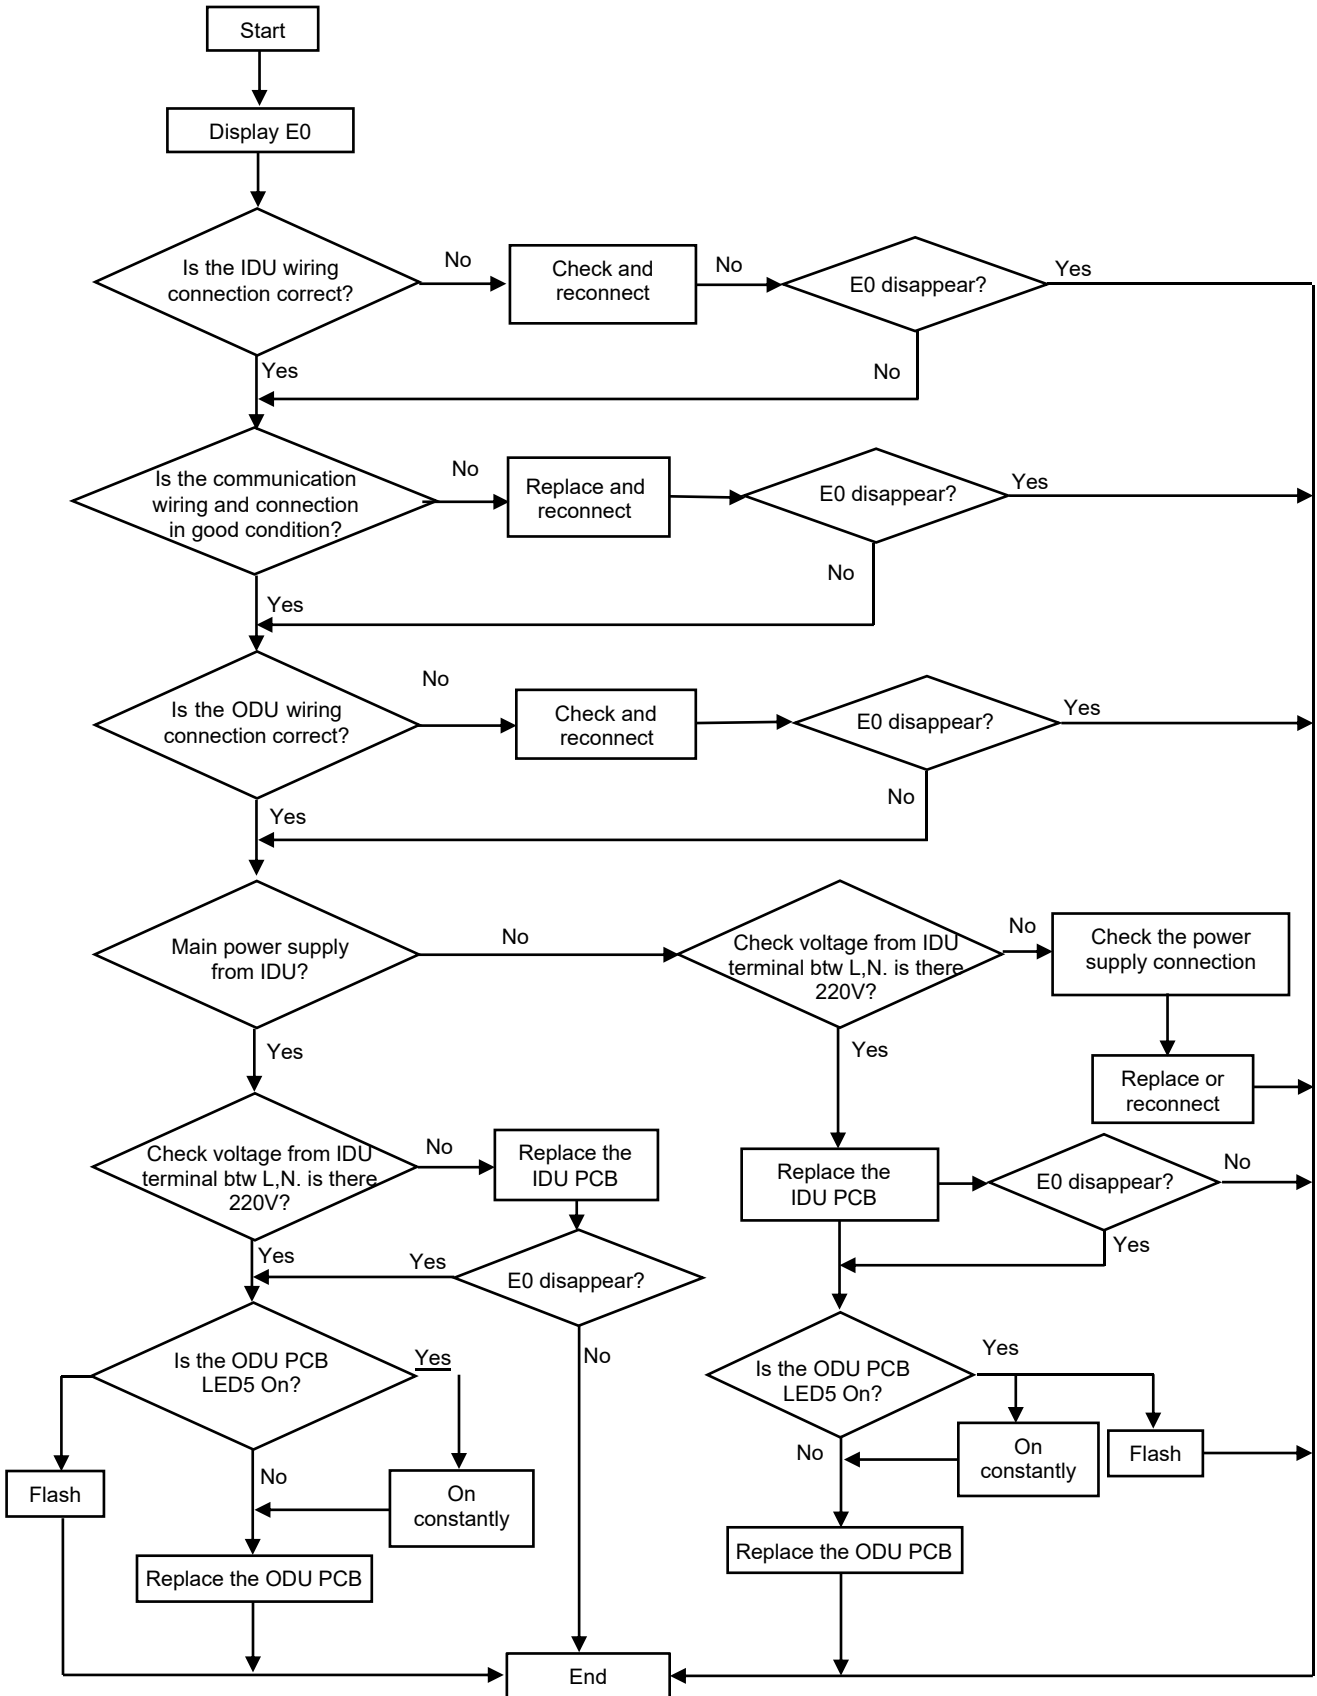 Start
Display E0
Is the IDU wiring
connection correct?
No
Check and
reconnect
No
E0 disappear?
Yes
Yes
No
Is the communication
wiring and connection
in good condition?
No
Replace and
reconnect
E0 disappear?
Yes
No
Yes
Is the ODU wiring
connection correct?
No
Check and
reconnect
E0 disappear?
Yes
No
Yes
Main power supply
from IDU?
No
Check voltage from IDU
terminal btw L,N. is there
220V?
No
Check the power
supply connection
Yes
Yes
Replace or
reconnect
Check voltage from IDU
terminal btw L,N. is there
220V?
No
Replace the
IDU PCB
Replace the
IDU PCB
E0 disappear?
No
Yes
Yes
Yes
E0 disappear?
No
Is the ODU PCB
LED5 On?
Yes
Is the ODU PCB
LED5 On?
Yes
No
On
constantly
Flash
Flash
No
On
constantly
Replace the ODU PCB
Replace the ODU PCB
End